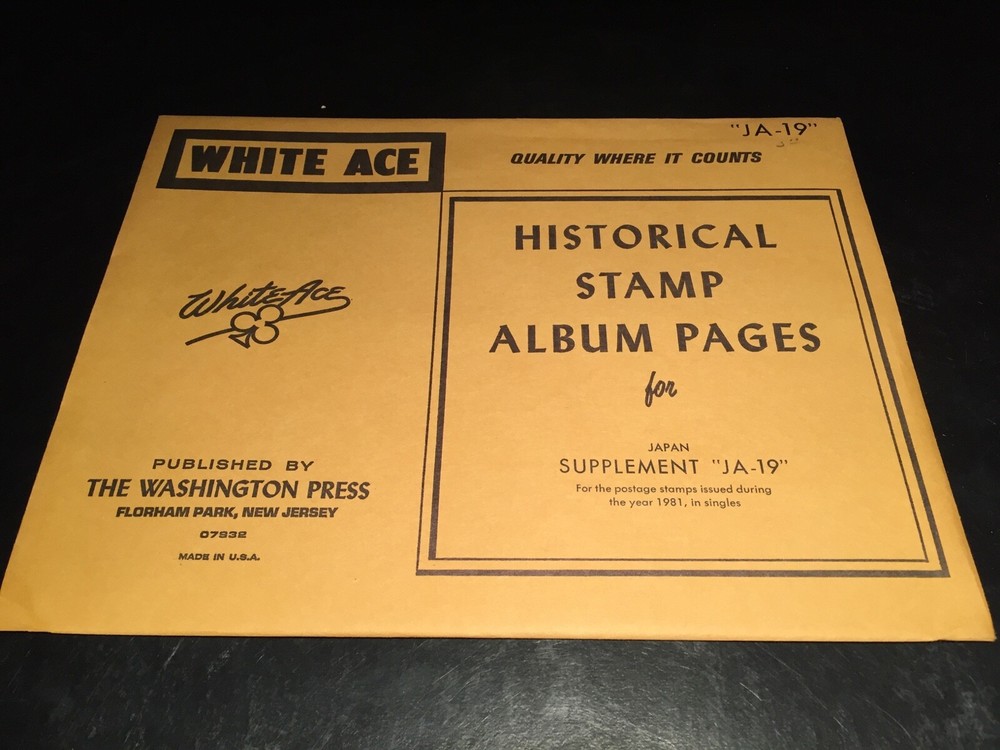 "JA-19"
WHITE ACE
QUALITY WHERE IT COUNTS
White Ace
PUBLISHED BY
THE WASHINGTON PRESS
FLORHAM PARK, NEW JERSEY
07932
MADE IN U.S.A.
HISTORICAL
STAMP
ALBUM PAGES
for
JAPAN
SUPPLEMENT "JA-19"
For the postage stamps issued during
the year 1981, in singles